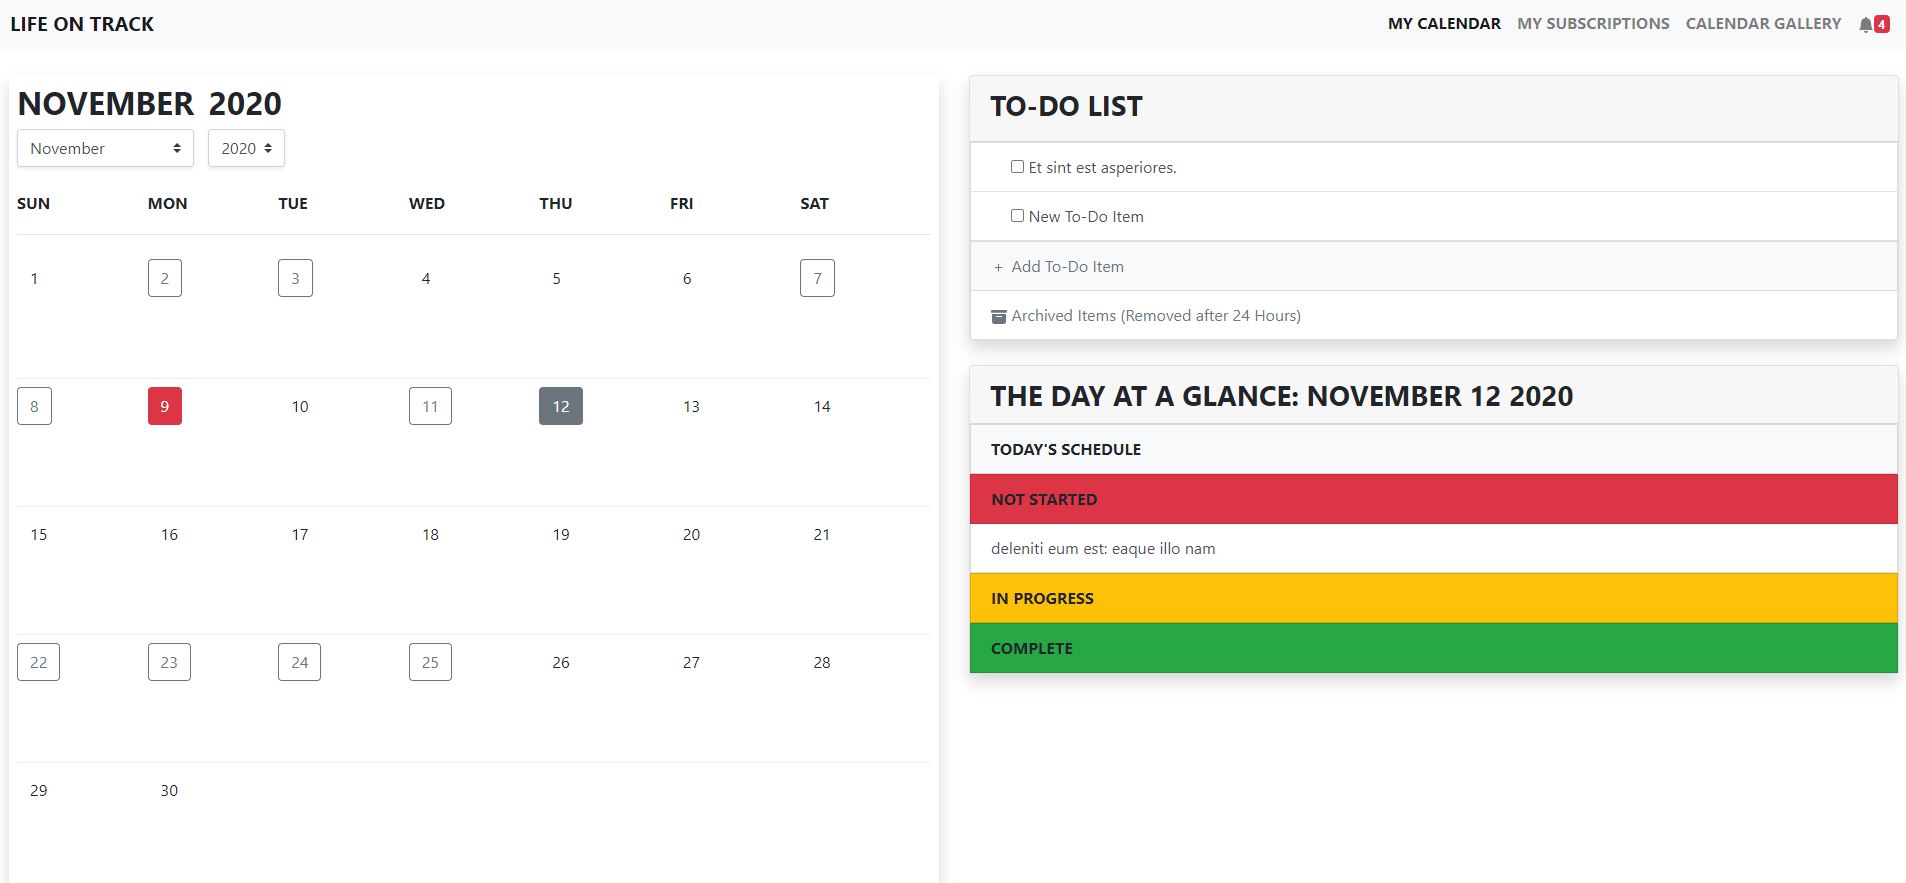 LIFE ON TRACK
MY CALENDAR MY SUBSCRIPTIONS CALENDAR GALLERY 4
NOVEMBER 2020
November 2020
SUN MON TUE WED THU FRI SAT
1 2 3 4 5 6 7
8 9 10 11 12 13 14
15 16 17 18 19 20 21
22 23 24 25 26 27 28
29 30
TO-DO LIST
Et sint est asperiores.
New To-Do Item
+ Add To-Do Item
Archived Items (Removed after 24 Hours)
THE DAY AT A GLANCE: NOVEMBER 12 2020
TODAY'S SCHEDULE
NOT STARTED
deleniti eum est: eaque illo nam
IN PROGRESS
COMPLETE